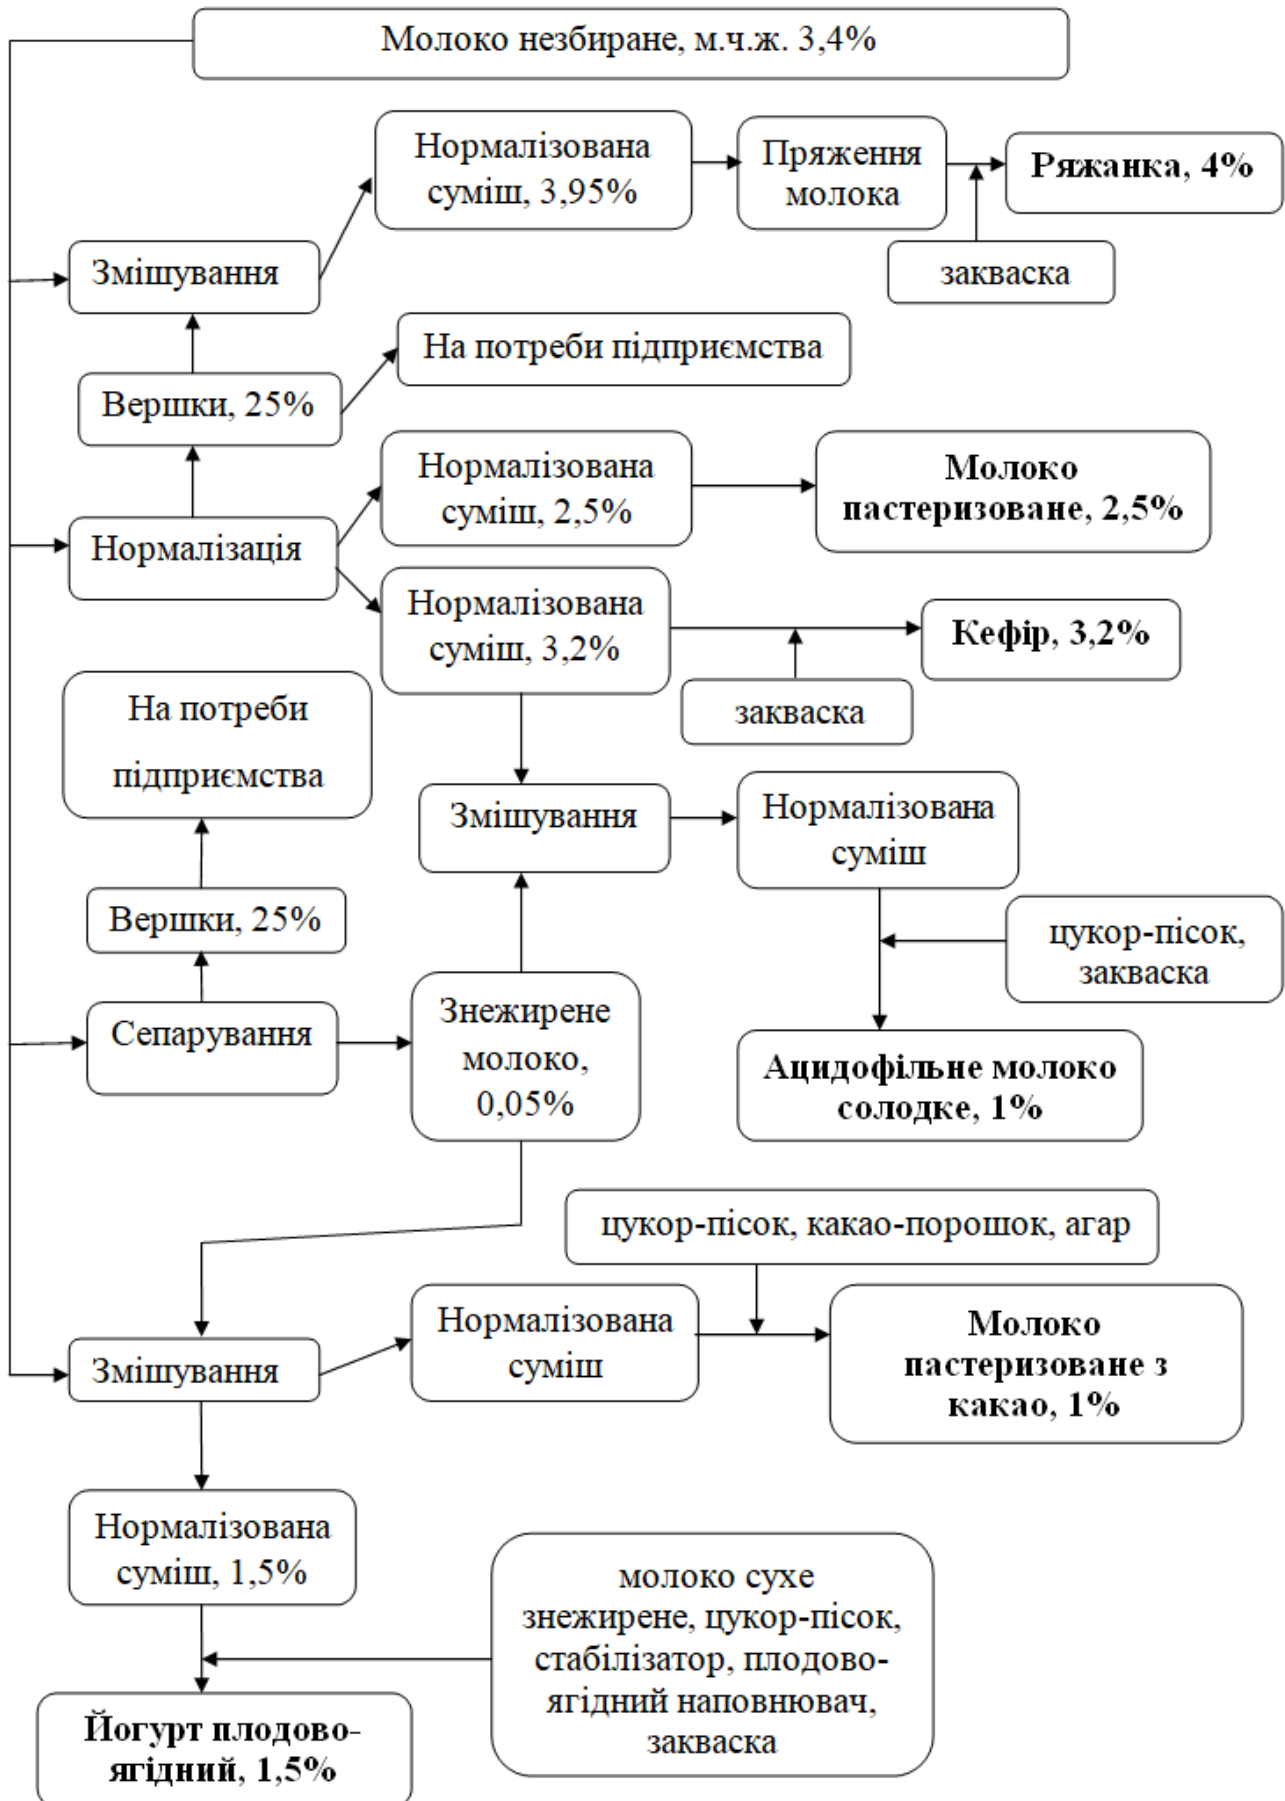 Молоко незбиране, м.ч.ж. 3,4%
Нормалізована
суміш, 3,95%
Пряження
молока
Ряжанка, 4%
закваска
Змішування
На потреби підприємства
Вершки, 25%
Нормалізована
суміш, 2,5%
Молоко
пастеризоване, 2,5%
Нормалізація
Нормалізована
суміш, 3,2%
Кефір, 3,2%
закваска
На потреби
підприємства
Змішування
Нормалізована
суміш
Вершки, 25%
цукор-пісок,
закваска
Сепарування
Знежирене
молоко,
0,05%
Ацидофільне молоко
солодке, 1%
цукор-пісок, какао-порошок, агар
Змішування
Нормалізована
суміш
Молоко
пастеризоване з
какао, 1%
Нормалізована
суміш, 1,5%
молоко сухе
знежирене, цукор-пісок,
стабілізатор, плодово-
ягідний наповнювач,
закваска
Йогурт плодово-
ягідний, 1,5%